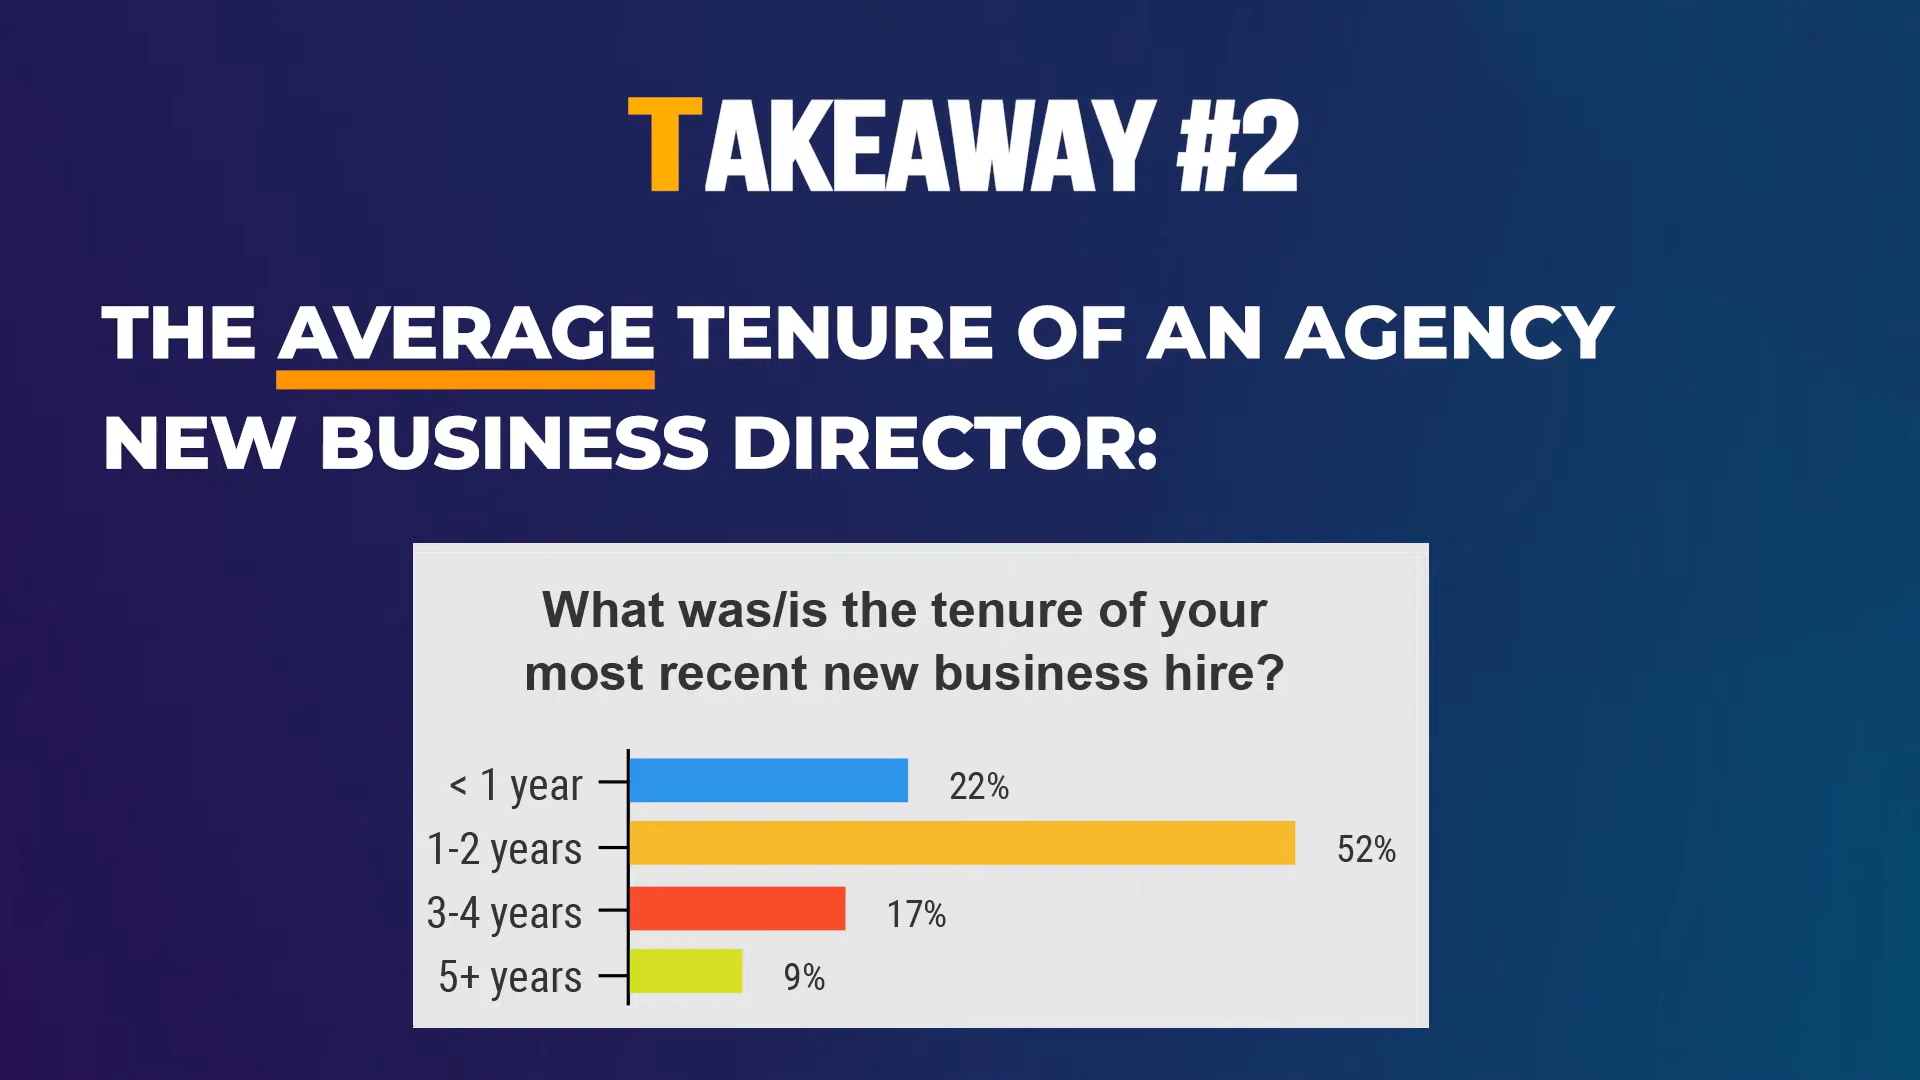 TAKEAWAY #2
THE AVERAGE TENURE OF AN AGENCY
NEW BUSINESS DIRECTOR:
What was/is the tenure of your
most recent new business hire?
< 1 year 22%
1-2 years 52%
3-4 years 17%
5+ years 9%